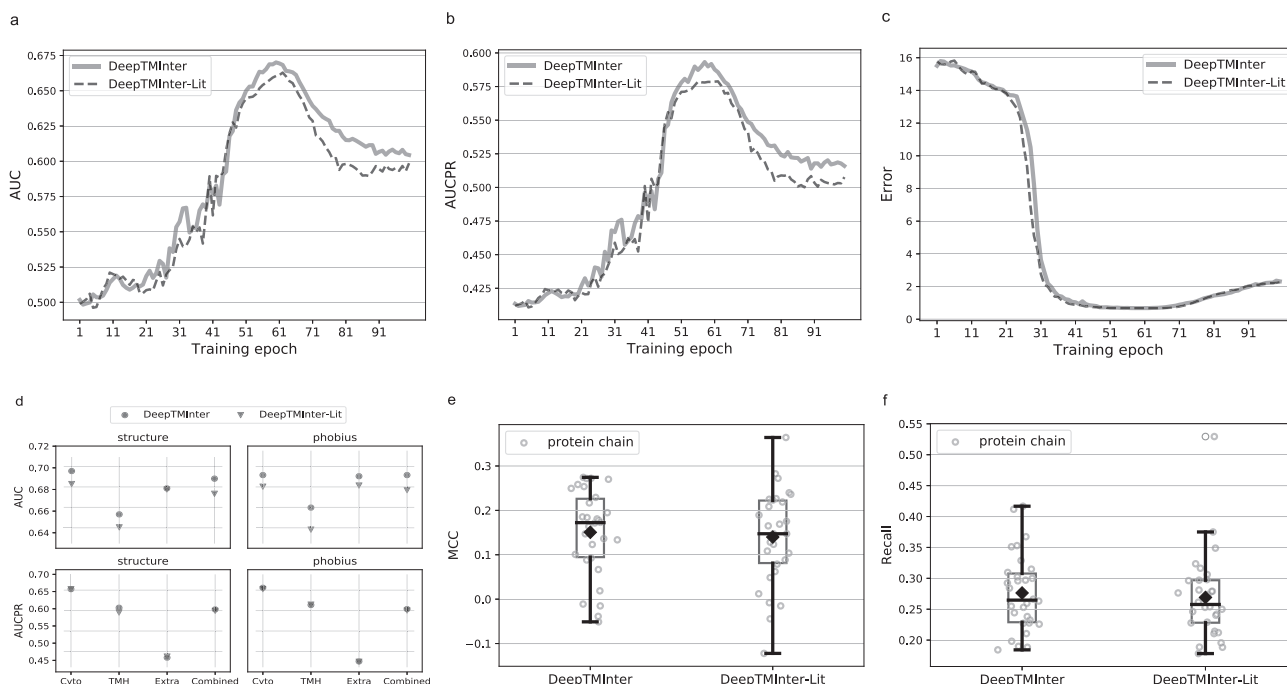 a
0.675
0.650
0.625
0.600
0.575
0.550
0.525
0.500
AUC
DeepTMInter
DeepTMInter-Lit
1 11 21 31 41 51 61 71 81 91
Training epoch
b
0.600
0.575
0.550
0.525
0.500
0.475
0.450
0.425
AUCPR
DeepTMInter
DeepTMInter-Lit
1 11 21 31 41 51 61 71 81 91
Training epoch
c
16
14
12
10
8
6
4
2
0
Error
DeepTMInter
DeepTMInter-Lit
1 11 21 31 41 51 61 71 81 91
Training epoch
d
DeepTMInter DeepTMInter-Lit
structure phobius
0.72
0.70
0.68
0.66
0.64
AUC
structure phobius
0.70
0.65
0.60
0.55
0.50
0.45
AUCPR
Cyto TMH Extra Combined Cyto TMH Extra Combined
e
protein chain
0.3
0.2
0.1
0.0
−0.1
MCC
DeepTMInter DeepTMInter-Lit
f
0.55
0.50
0.45
0.40
0.35
0.30
0.25
0.20
Recall
protein chain
DeepTMInter DeepTMInter-Lit